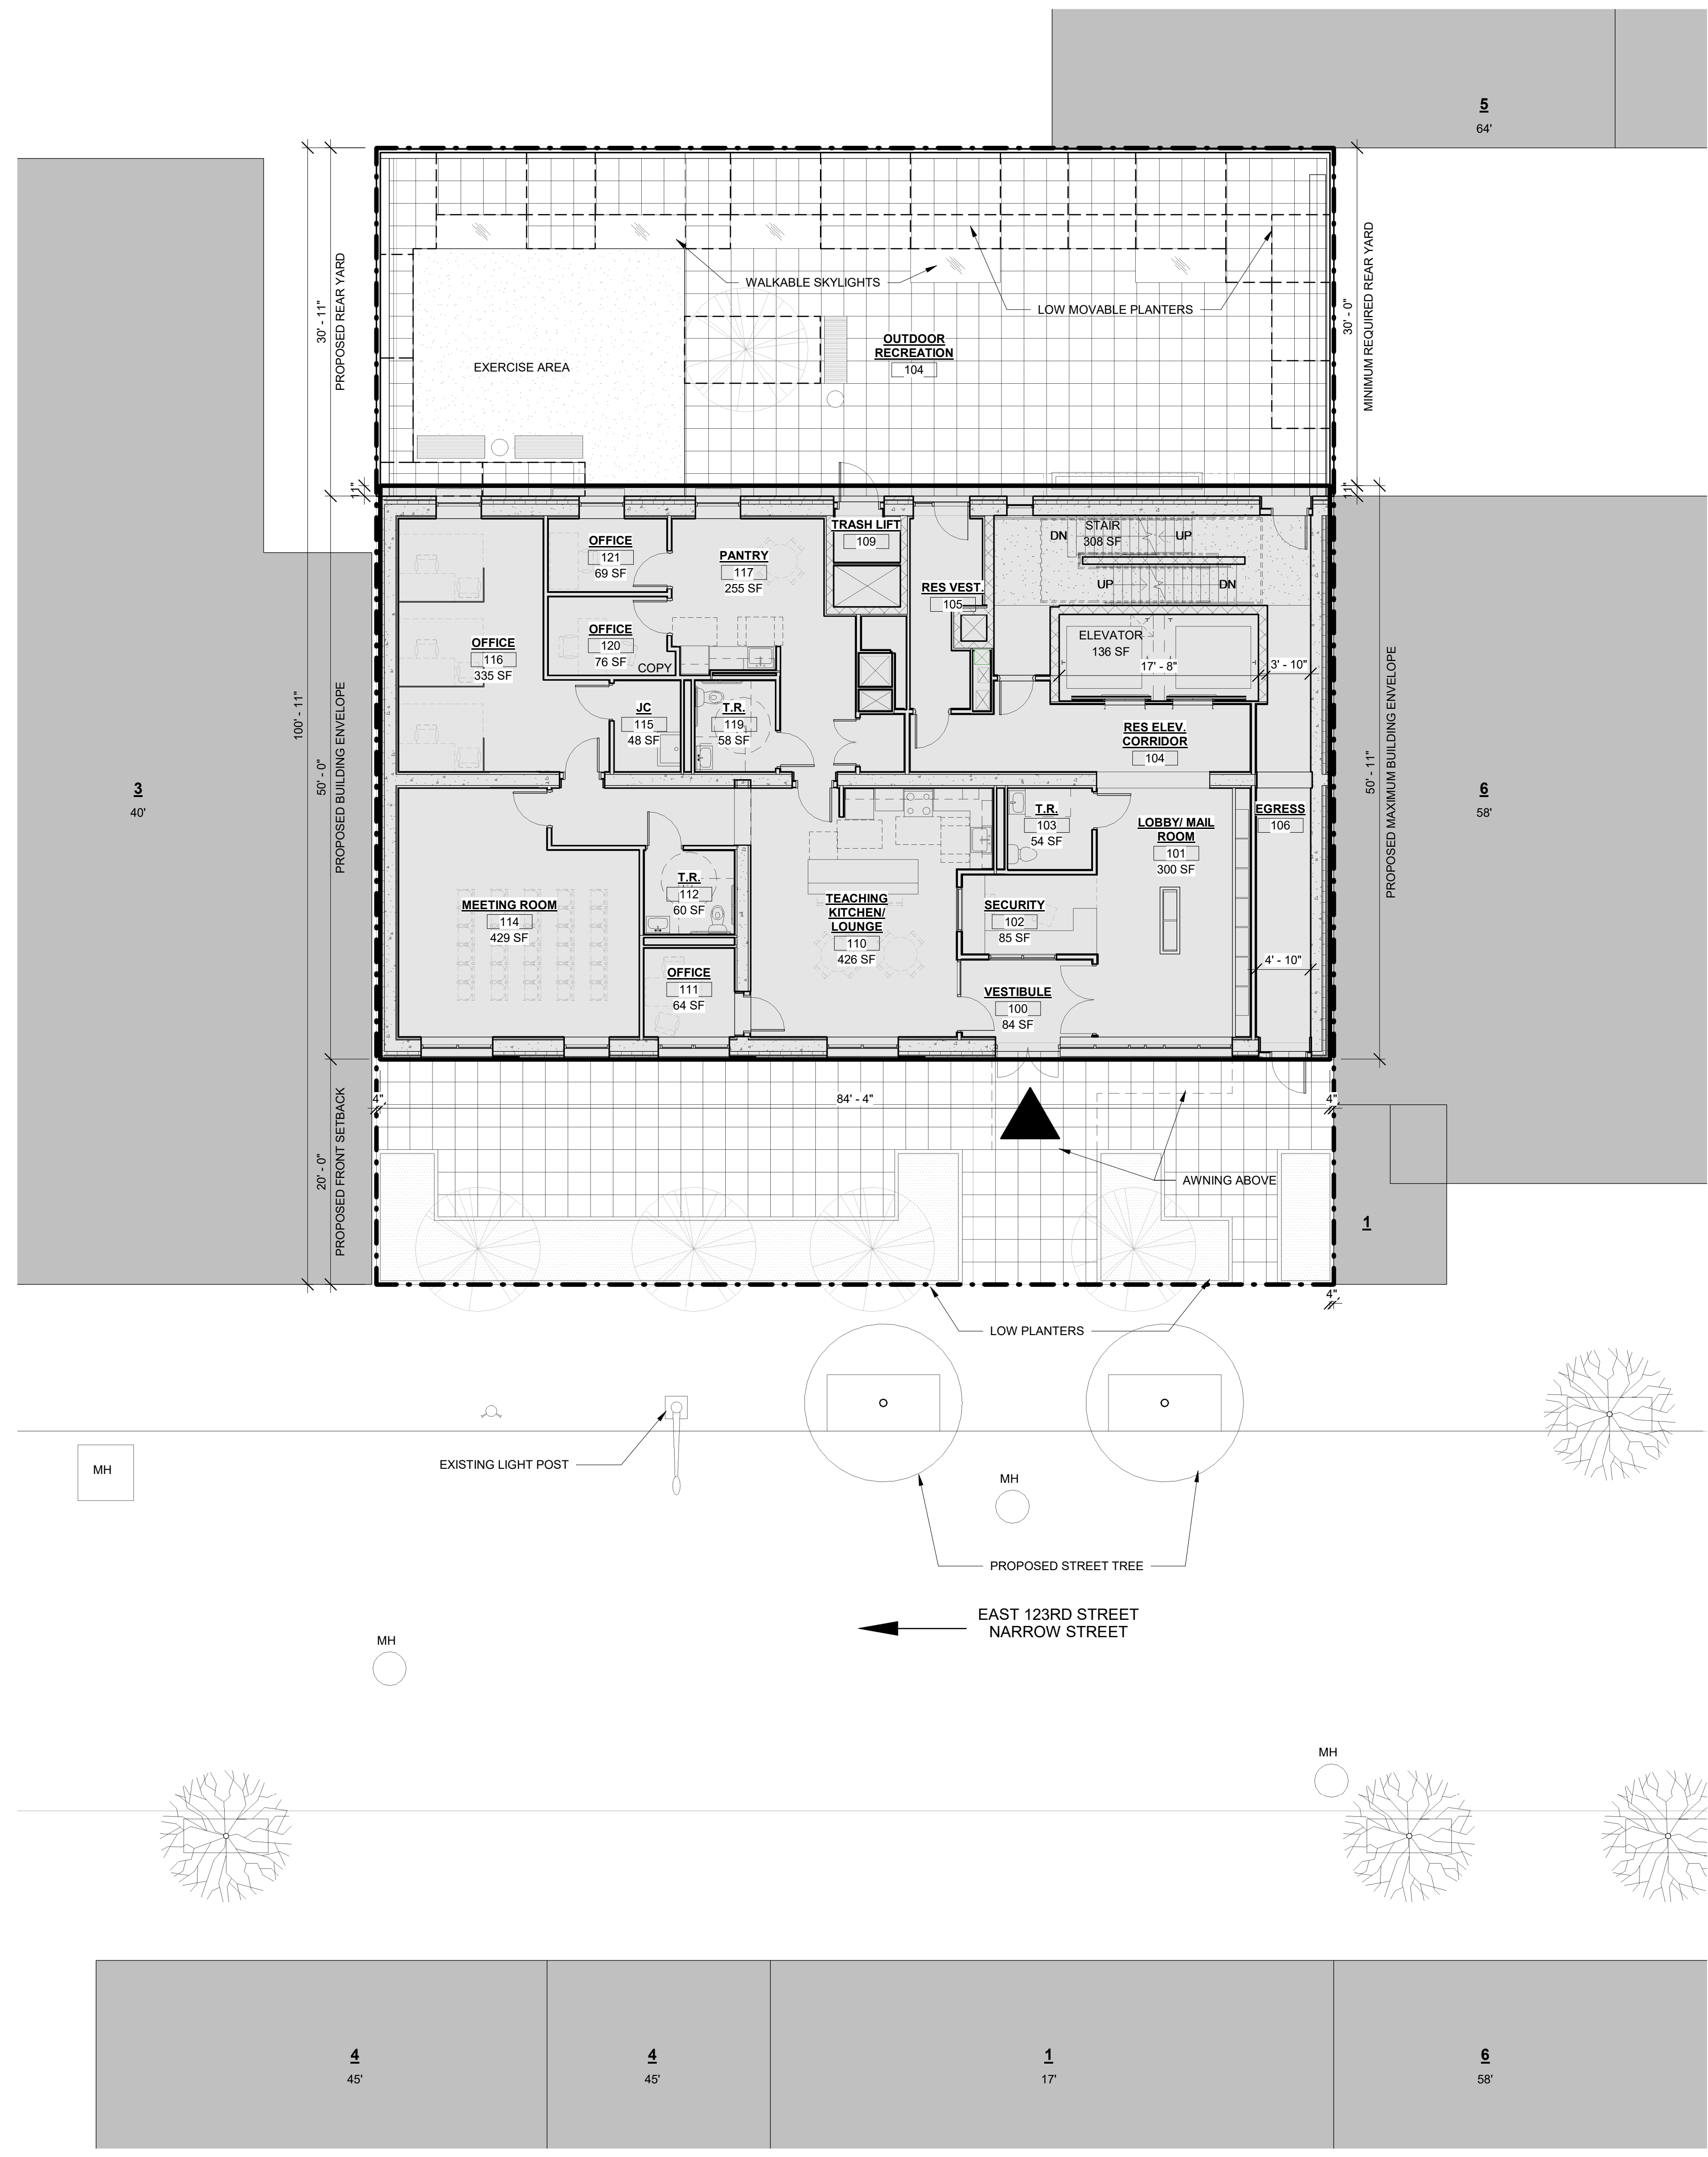 5
64'
30' - 11"
PROPOSED REAR YARD
MINIMUM REQUIRED REAR YARD
30' - 0"
WALKABLE SKYLIGHTS
LOW MOVABLE PLANTERS
OUTDOOR
RECREATION
104
EXERCISE AREA
11"
11"
TRASH LIFT
109
STAIR
308 SF
DN
UP
UP
DN
OFFICE
121
69 SF
PANTRY
117
255 SF
RES VEST.
105
OFFICE
120
76 SF
COPY
OFFICE
116
335 SF
ELEVATOR
136 SF
17' - 8"
3' - 10"
JC
115
48 SF
T.R.
119
58 SF
RES ELEV.
CORRIDOR
104
100' - 11"
50' - 0"
PROPOSED BUILDING ENVELOPE
50' - 11"
PROPOSED MAXIMUM BUILDING ENVELOPE
3
40'
6
58'
T.R.
103
54 SF
LOBBY/ MAIL
ROOM
101
300 SF
EGRESS
106
T.R.
112
60 SF
MEETING ROOM
114
429 SF
TEACHING
KITCHEN/
LOUNGE
110
426 SF
SECURITY
102
85 SF
4' - 10"
OFFICE
111
64 SF
VESTIBULE
100
84 SF
4"
84' - 4"
4"
20' - 0"
PROPOSED FRONT SETBACK
AWNING ABOVE
1
4"
LOW PLANTERS
EXISTING LIGHT POST
MH
MH
PROPOSED STREET TREE
EAST 123RD STREET
NARROW STREET
MH
MH
4
45'
4
45'
1
17'
6
58'